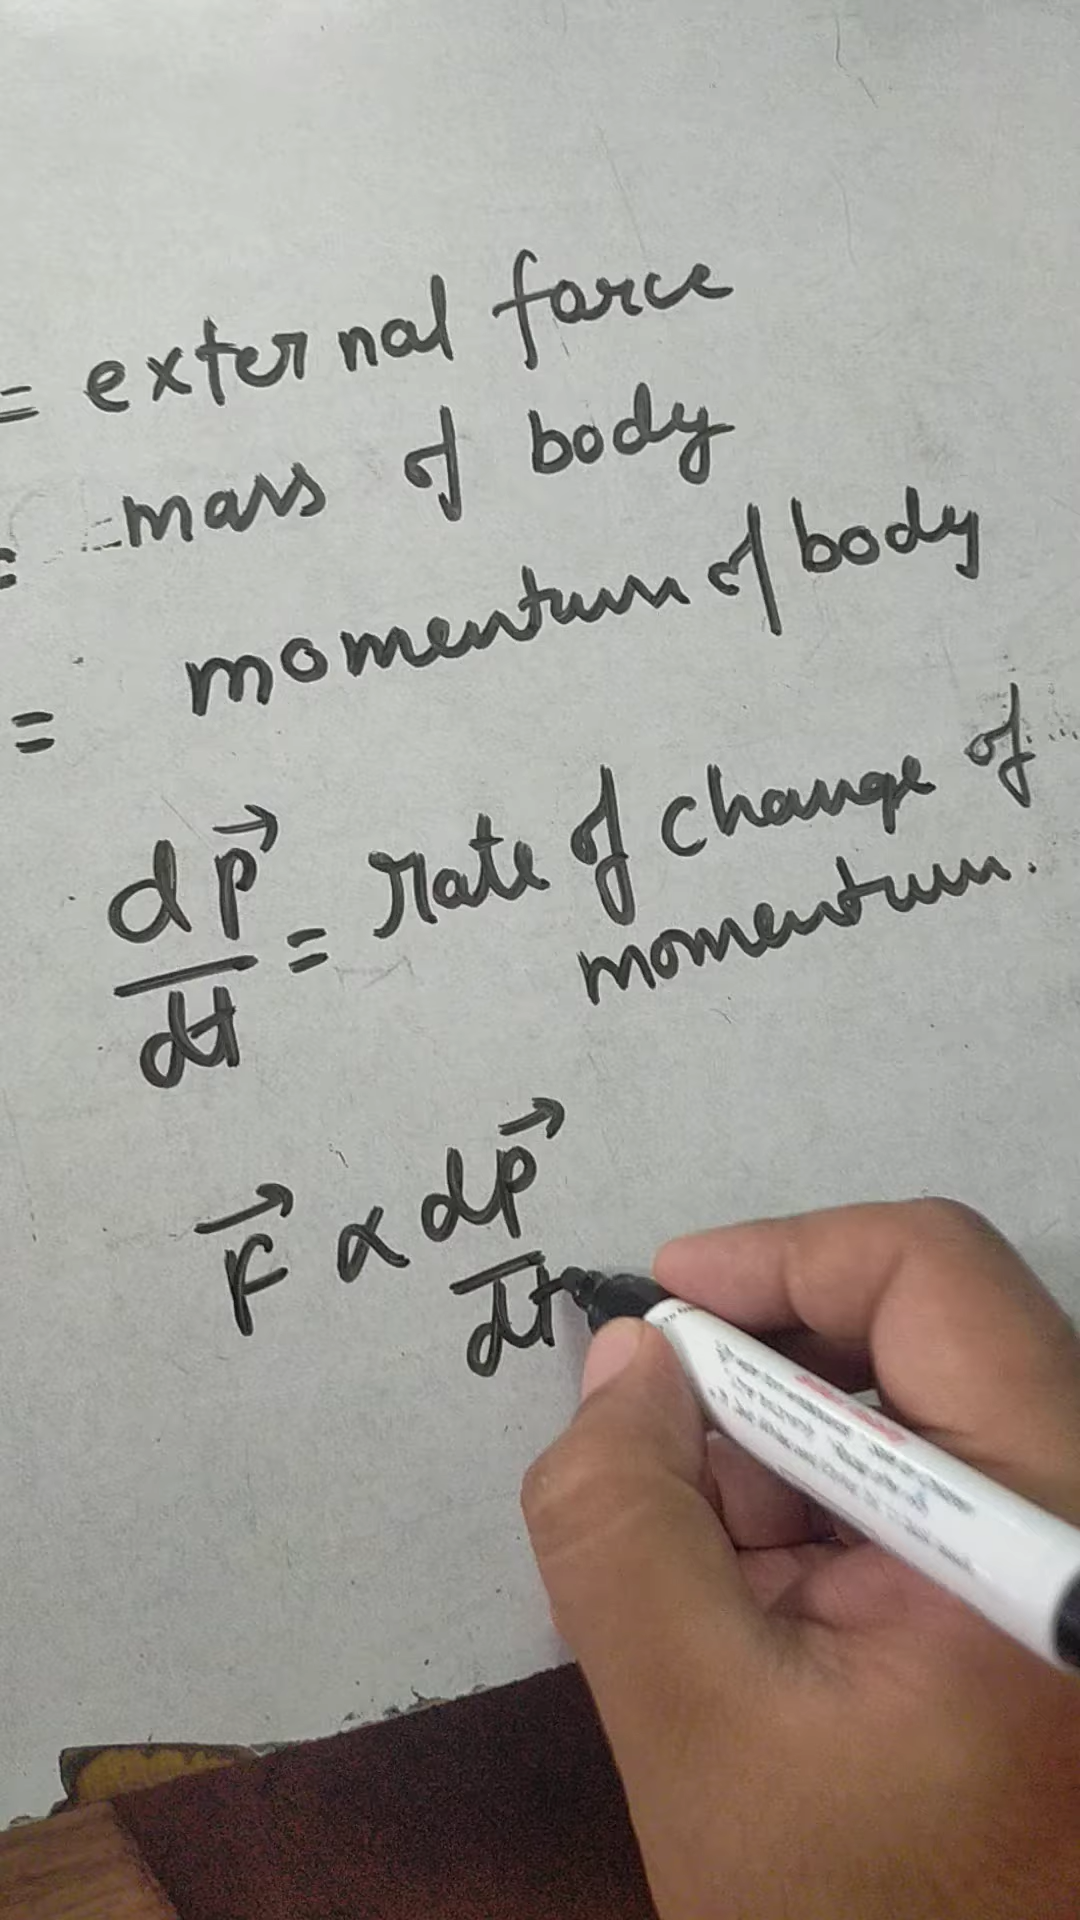 = external force
= mass of body
= momentum of body
dp⃗/dt = rate of change of
momentum.
F⃗ ∝ dp⃗/dt